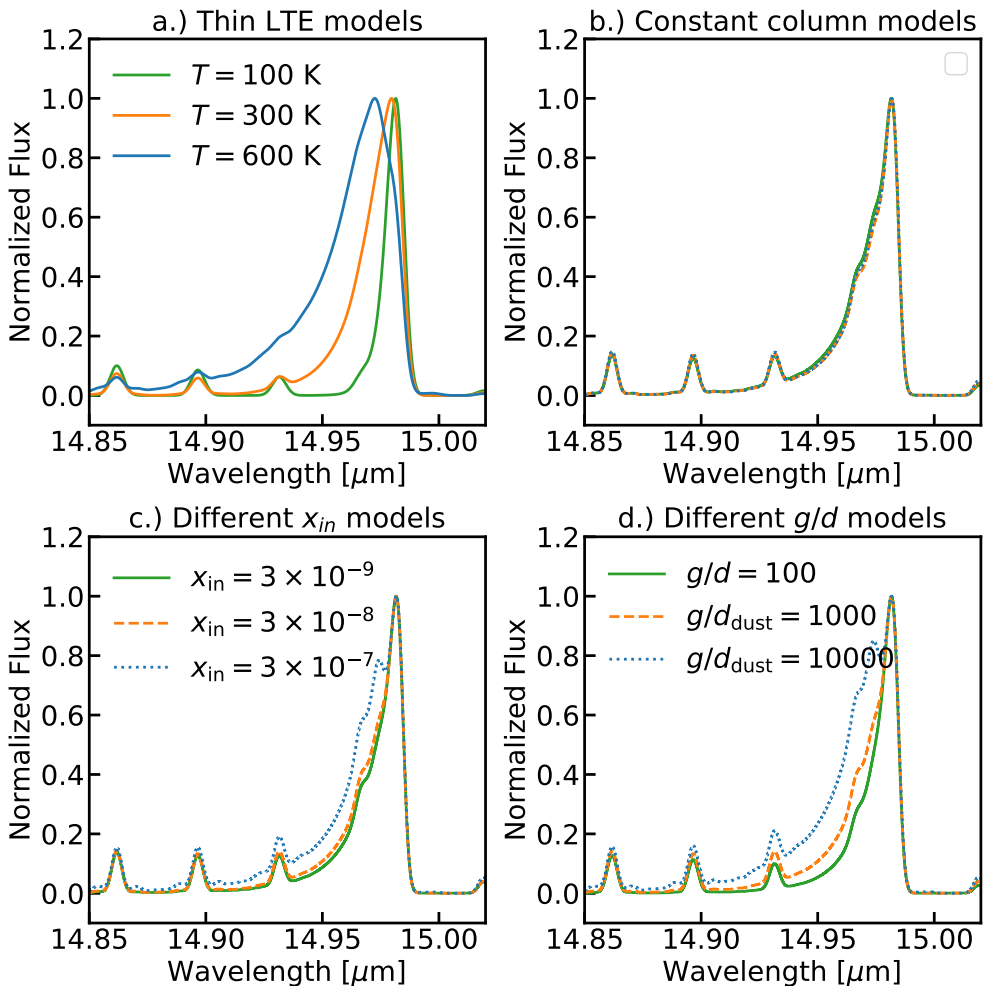 a.) Thin LTE models
1.2
1.0
0.8
0.6
0.4
0.2
0.0
Normalized Flux
T = 100 K
T = 300 K
T = 600 K
14.85 14.90 14.95 15.00
Wavelength [μm]
b.) Constant column models
1.2
1.0
0.8
0.6
0.4
0.2
0.0
Normalized Flux
14.85 14.90 14.95 15.00
Wavelength [μm]
c.) Different x_in models
1.2
1.0
0.8
0.6
0.4
0.2
0.0
Normalized Flux
x_in = 3 × 10⁻⁹
x_in = 3 × 10⁻⁸
x_in = 3 × 10⁻⁷
14.85 14.90 14.95 15.00
Wavelength [μm]
d.) Different g/d models
1.2
1.0
0.8
0.6
0.4
0.2
0.0
Normalized Flux
g/d = 100
g/d_dust = 1000
g/d_dust = 10000
14.85 14.90 14.95 15.00
Wavelength [μm]